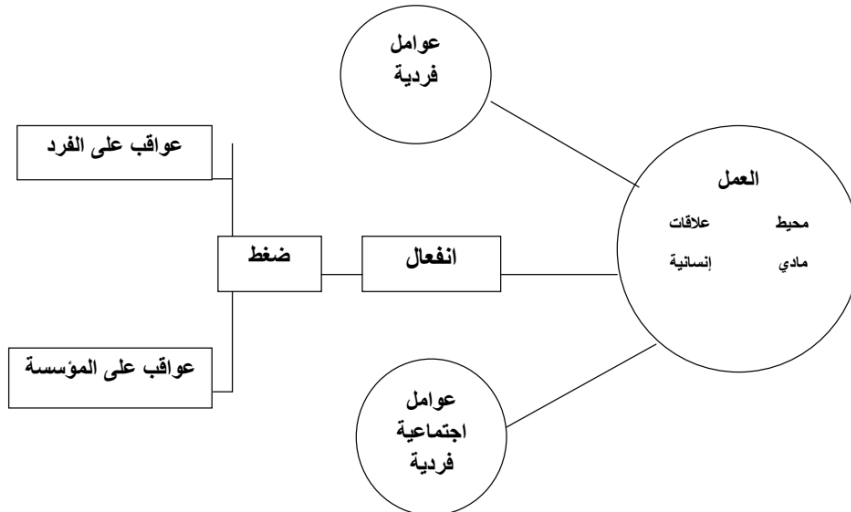 عوامل
فردية
العمل
محيط علاقات
مادي إنسانية
انفعال
ضغط
عواقب على الفرد
عواقب على المؤسسة
عوامل
اجتماعية
فردية